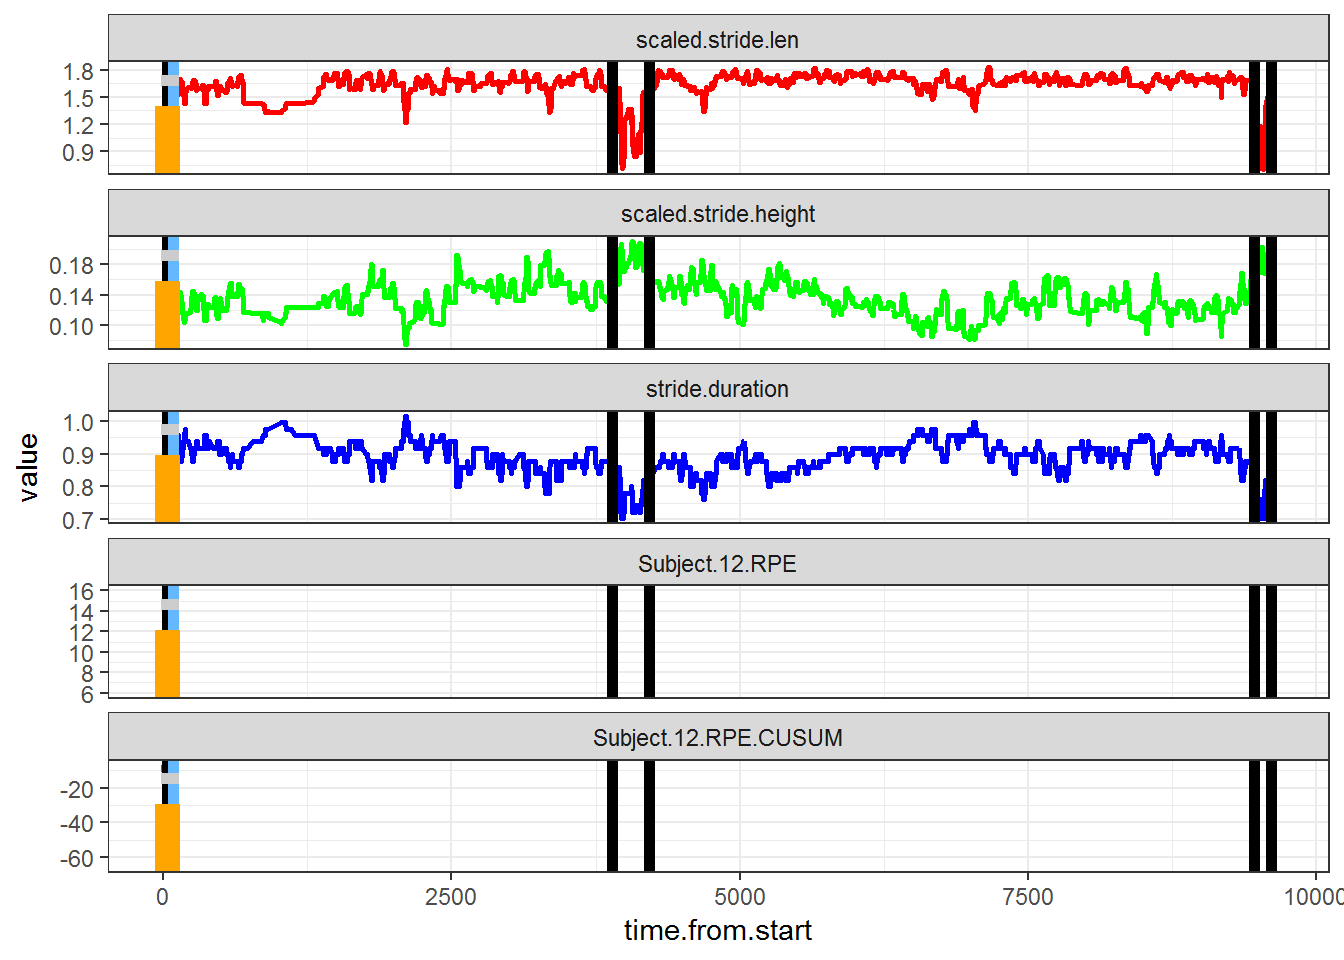 scaled.stride.len
1.8
1.5
1.2
0.9
scaled.stride.height
0.18
0.14
0.10
stride.duration
1.0
0.9
0.8
0.7
value
Subject.12.RPE
16
14
12
10
8
6
Subject.12.RPE.CUSUM
-20
-40
-60
0 2500 5000 7500 10000
time.from.start